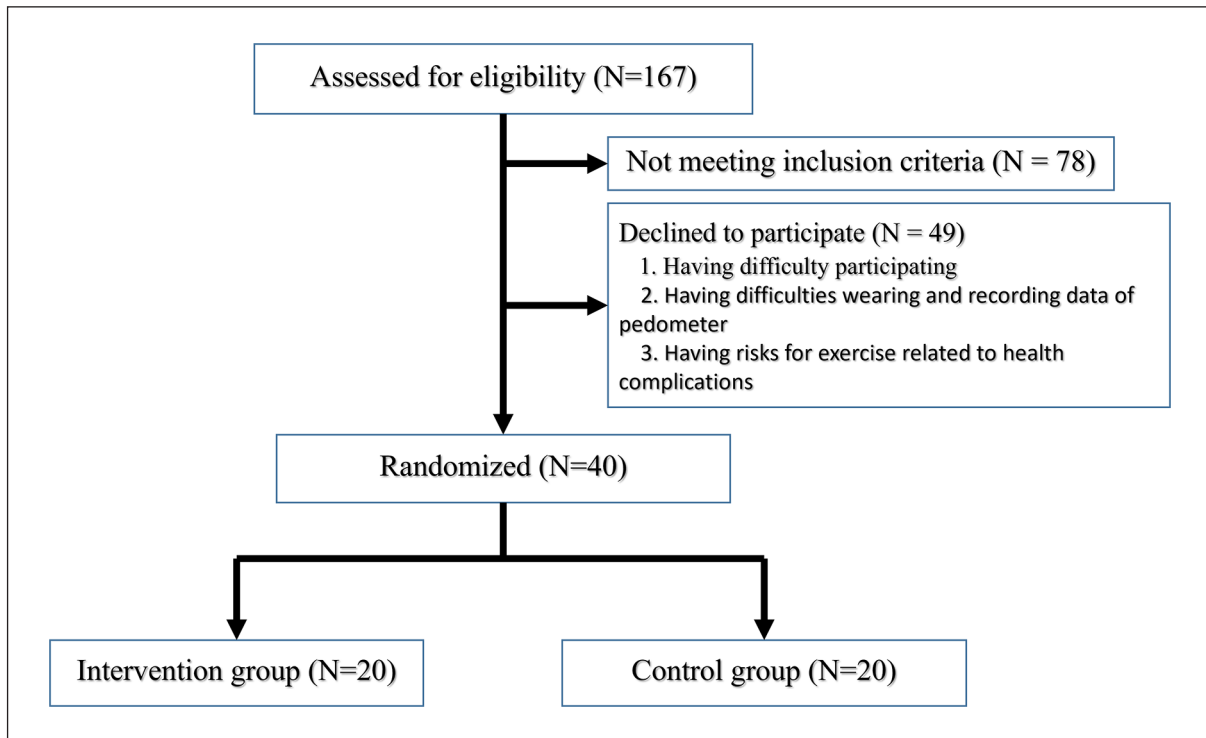 Assessed for eligibility (N=167)
Not meeting inclusion criteria (N = 78)
Declined to participate (N = 49)
1. Having difficulty participating
2. Having difficulties wearing and recording data of
pedometer
3. Having risks for exercise related to health
complications
Randomized (N=40)
Intervention group (N=20)
Control group (N=20)